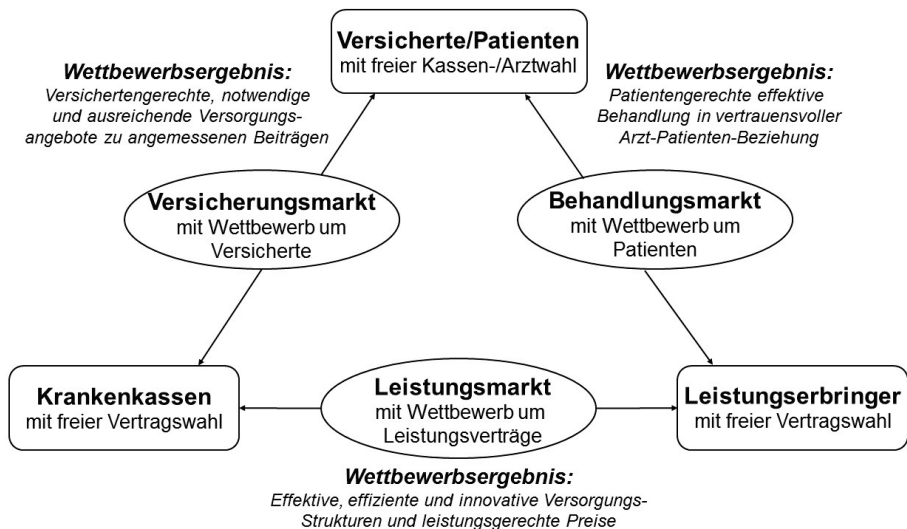 Versicherte/Patienten
mit freier Kassen-/Arztwahl
Wettbewerbsergebnis:
Versichertengerechte, notwendige
und ausreichende Versorgungs-
angebote zu angemessenen Beiträgen
Wettbewerbsergebnis:
Patientengerechte effektive
Behandlung in vertrauensvoller
Arzt-Patienten-Beziehung
Versicherungsmarkt
mit Wettbewerb um
Versicherte
Behandlungsmarkt
mit Wettbewerb um
Patienten
Krankenkassen
mit freier Vertragswahl
Leistungsmarkt
mit Wettbewerb um
Leistungsverträge
Leistungserbringer
mit freier Vertragswahl
Wettbewerbsergebnis:
Effektive, effiziente und innovative Versorgungs-
Strukturen und leistungsgerechte Preise